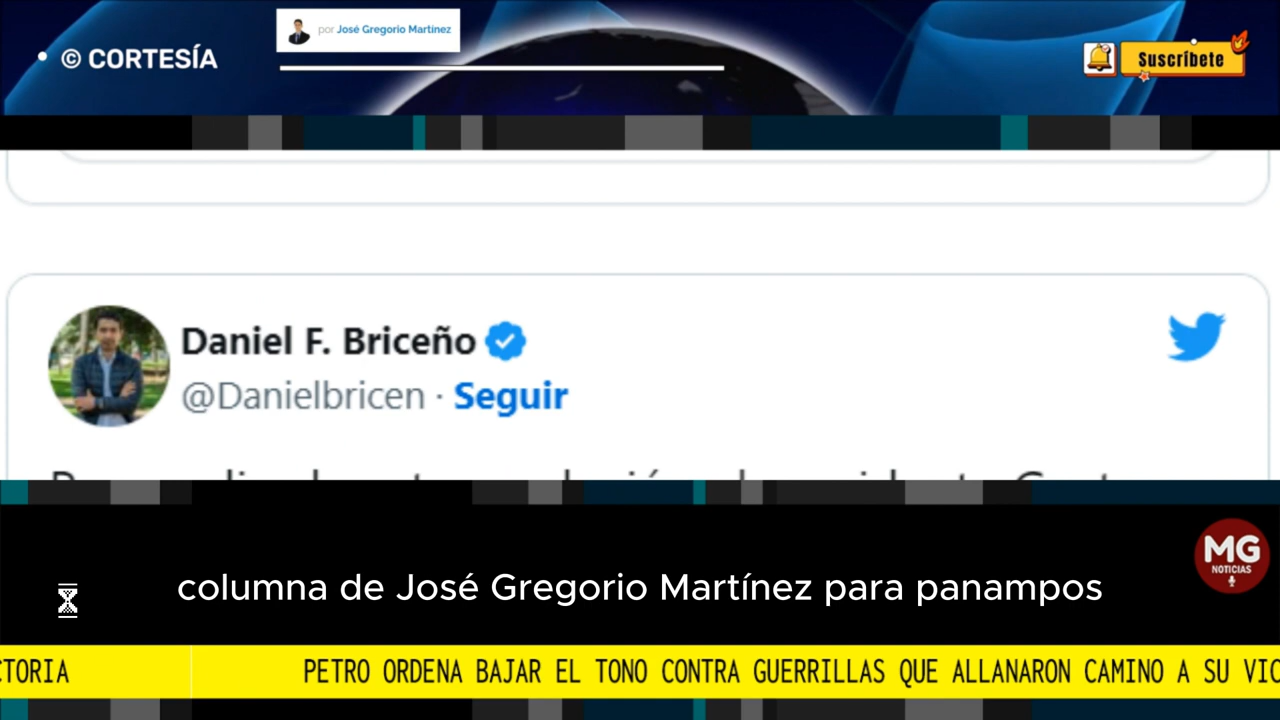 © CORTESÍA
por José Gregorio Martínez
Suscríbete
Daniel F. Briceño
@Danielbricen · Seguir
MG
NOTICIAS
columna de José Gregorio Martínez para panampos
CTORIA
PETRO ORDENA BAJAR EL TONO CONTRA GUERRILLAS QUE ALLANARON CAMINO A SU VIC